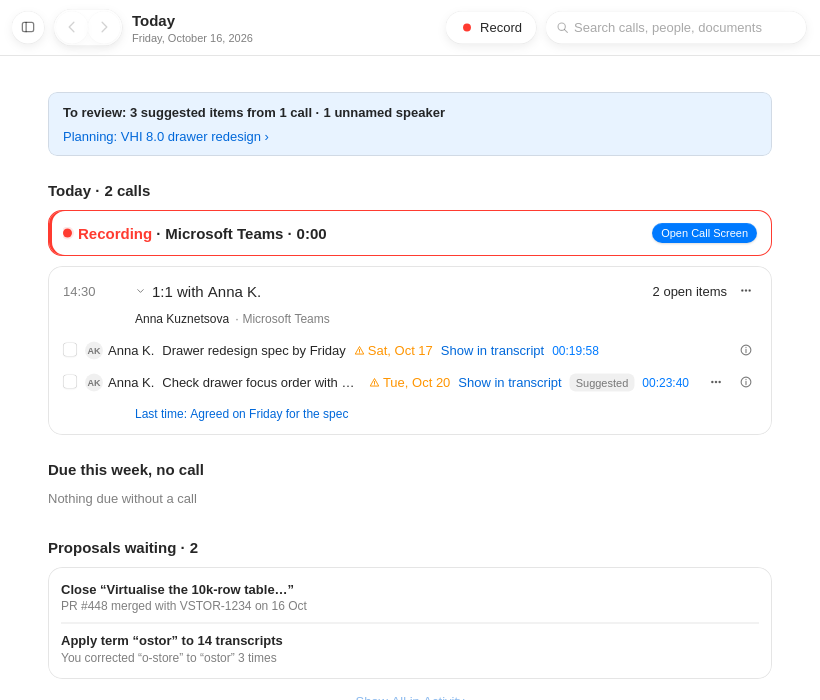 Today
Friday, October 16, 2026
Record
Search calls, people, documents
To review: 3 suggested items from 1 call · 1 unnamed speaker
Planning: VHI 8.0 drawer redesign ›
Today · 2 calls
Recording · Microsoft Teams · 0:00
Open Call Screen
14:30
1:1 with Anna K.
2 open items
Anna Kuznetsova · Microsoft Teams
AK Anna K. Drawer redesign spec by Friday Sat, Oct 17 Show in transcript 00:19:58
AK Anna K. Check drawer focus order with … Tue, Oct 20 Show in transcript Suggested 00:23:40
Last time: Agreed on Friday for the spec
Due this week, no call
Nothing due without a call
Proposals waiting · 2
Close “Virtualise the 10k-row table…”
PR #448 merged with VSTOR-1234 on 16 Oct
Apply term “ostor” to 14 transcripts
You corrected “o-store” to “ostor” 3 times
Show All in Activity